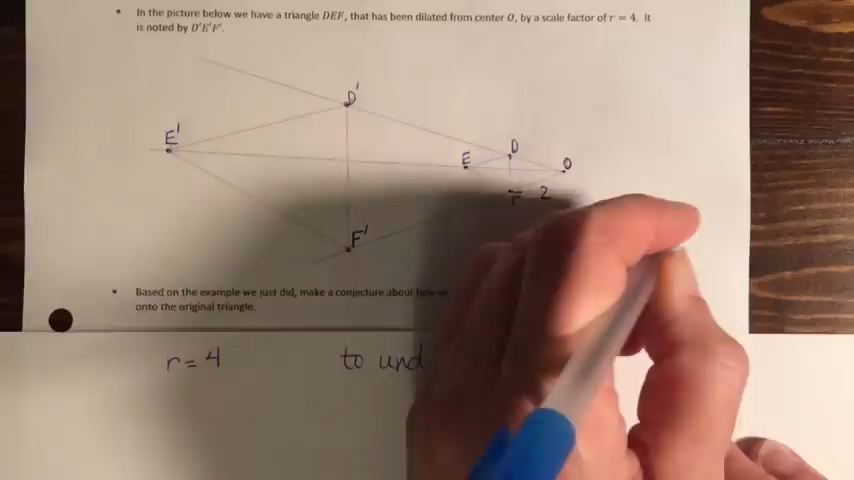 • In the picture below we have a triangle DEF, that has been dilated from center O, by a scale factor of r = 4. It
is noted by D'E'F'.
D'
E'
D
E
O
2
F'
• Based on the example we just did, make a conjecture about how
onto the original triangle.
r = 4 to und